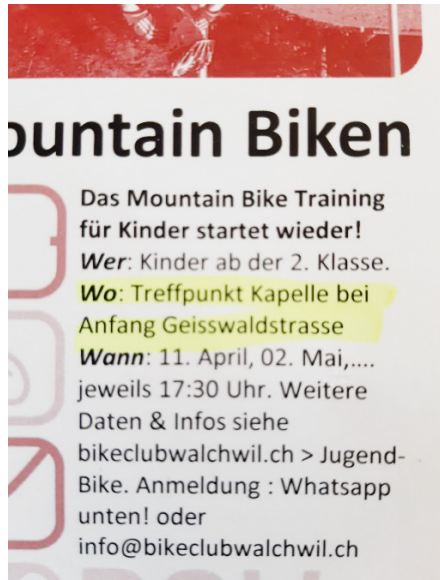 ountain Biken
Das Mountain Bike Training
für Kinder startet wieder!
Wer: Kinder ab der 2. Klasse.
Wo: Treffpunkt Kapelle bei
Anfang Geisswaldstrasse
Wann: 11. April, 02. Mai,....
jeweils 17:30 Uhr. Weitere
Daten & Infos siehe
bikeclubwalchwil.ch > Jugend-
Bike. Anmeldung : Whatsapp
unten! oder
info@bikeclubwalchwil.ch